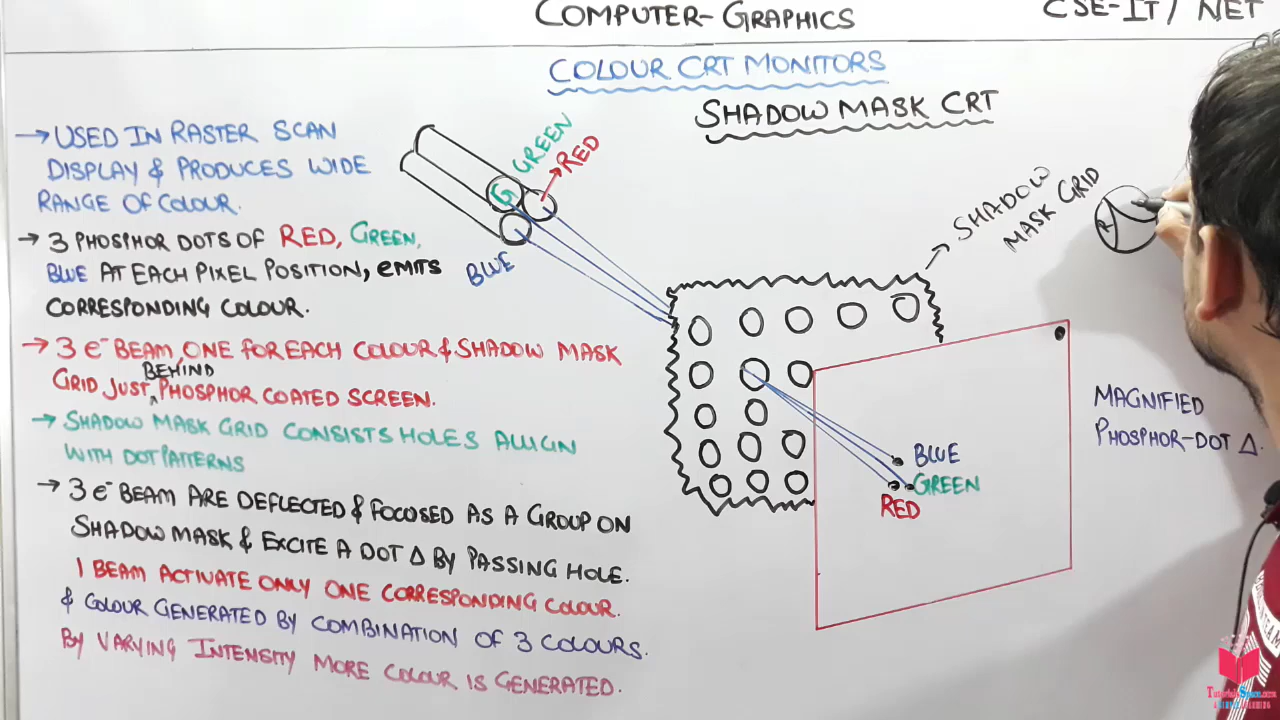 COMPUTER-GRAPHICS
CSE-IT/ NET
COLOUR CRT MONITORS
SHADOW MASK CRT
→ USED IN RASTER SCAN
DISPLAY & PRODUCES WIDE
RANGE OF COLOUR.
→ 3 PHOSPHOR DOTS OF RED, GREEN,
BLUE AT EACH PIXEL POSITION, EMITS
CORRESPONDING COLOUR.
→ 3 e⁻ BEAM, ONE FOR EACH COLOUR & SHADOW MASK
BEHIND
GRID JUST ^ PHOSPHOR COATED SCREEN.
→ SHADOW MASK GRID CONSISTS HOLES ALLIGN
WITH DOT PATTERNS
→ 3 e⁻ BEAM ARE DEFLECTED & FOCUSED AS A GROUP ON
SHADOW MASK & EXCITE A DOT Δ BY PASSING HOLE.
1 BEAM ACTIVATE ONLY ONE CORRESPONDING COLOUR.
& COLOUR GENERATED BY COMBINATION OF 3 COLOURS.
BY VARYING INTENSITY MORE COLOUR IS GENERATED.
G
GREEN
RED
BLUE
SHADOW
MASK GRID
R
BLUE
GREEN
RED
MAGNIFIED
PHOSPHOR-DOT Δ.